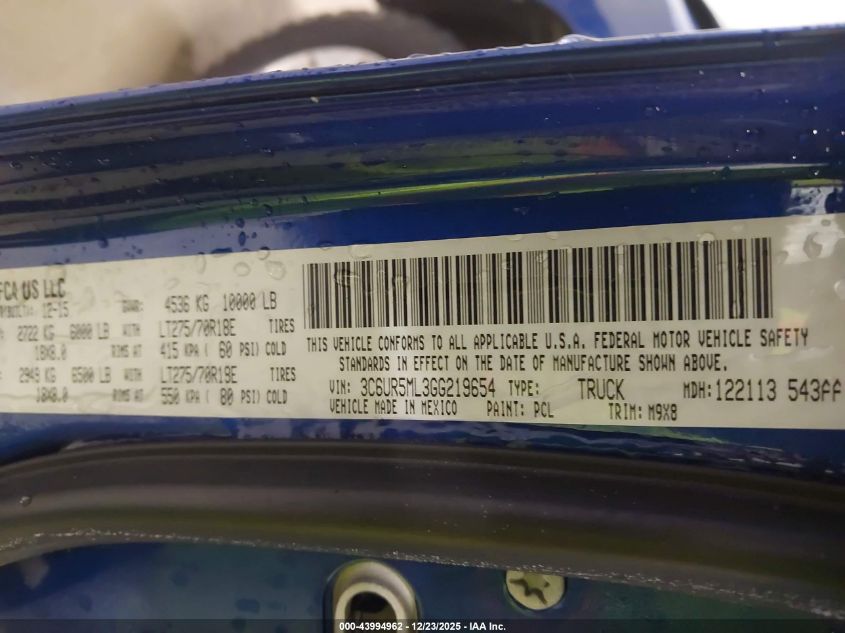 FCA US LLC
12-15 GVWR: 4536 KG 10000 LB
2722 KG 6000 LB WITH LT275/70R18E TIRES
18X8.0 RIMS AT 415 KPA ( 60 PSI) COLD
2949 KG 6500 LB WITH LT275/70R18E TIRES
18X8.0 RIMS AT 550 KPA ( 80 PSI) COLD
THIS VEHICLE CONFORMS TO ALL APPLICABLE U.S.A. FEDERAL MOTOR VEHICLE SAFETY
STANDARDS IN EFFECT ON THE DATE OF MANUFACTURE SHOWN ABOVE.
VIN: 3C6UR5ML3GG219654 TYPE: TRUCK MDH: 122113 543AA
VEHICLE MADE IN MEXICO PAINT: PCL TRIM: M9X8
000-43994962 - 12/23/2025 - IAA Inc.